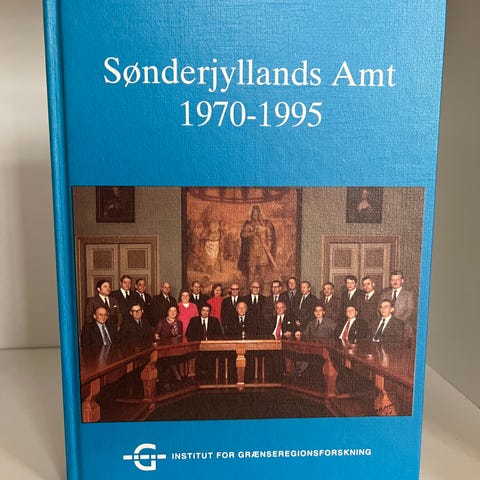 Sønderjyllands Amt
1970-1995
INSTITUT FOR GRÆNSEREGIONSFORSKNING